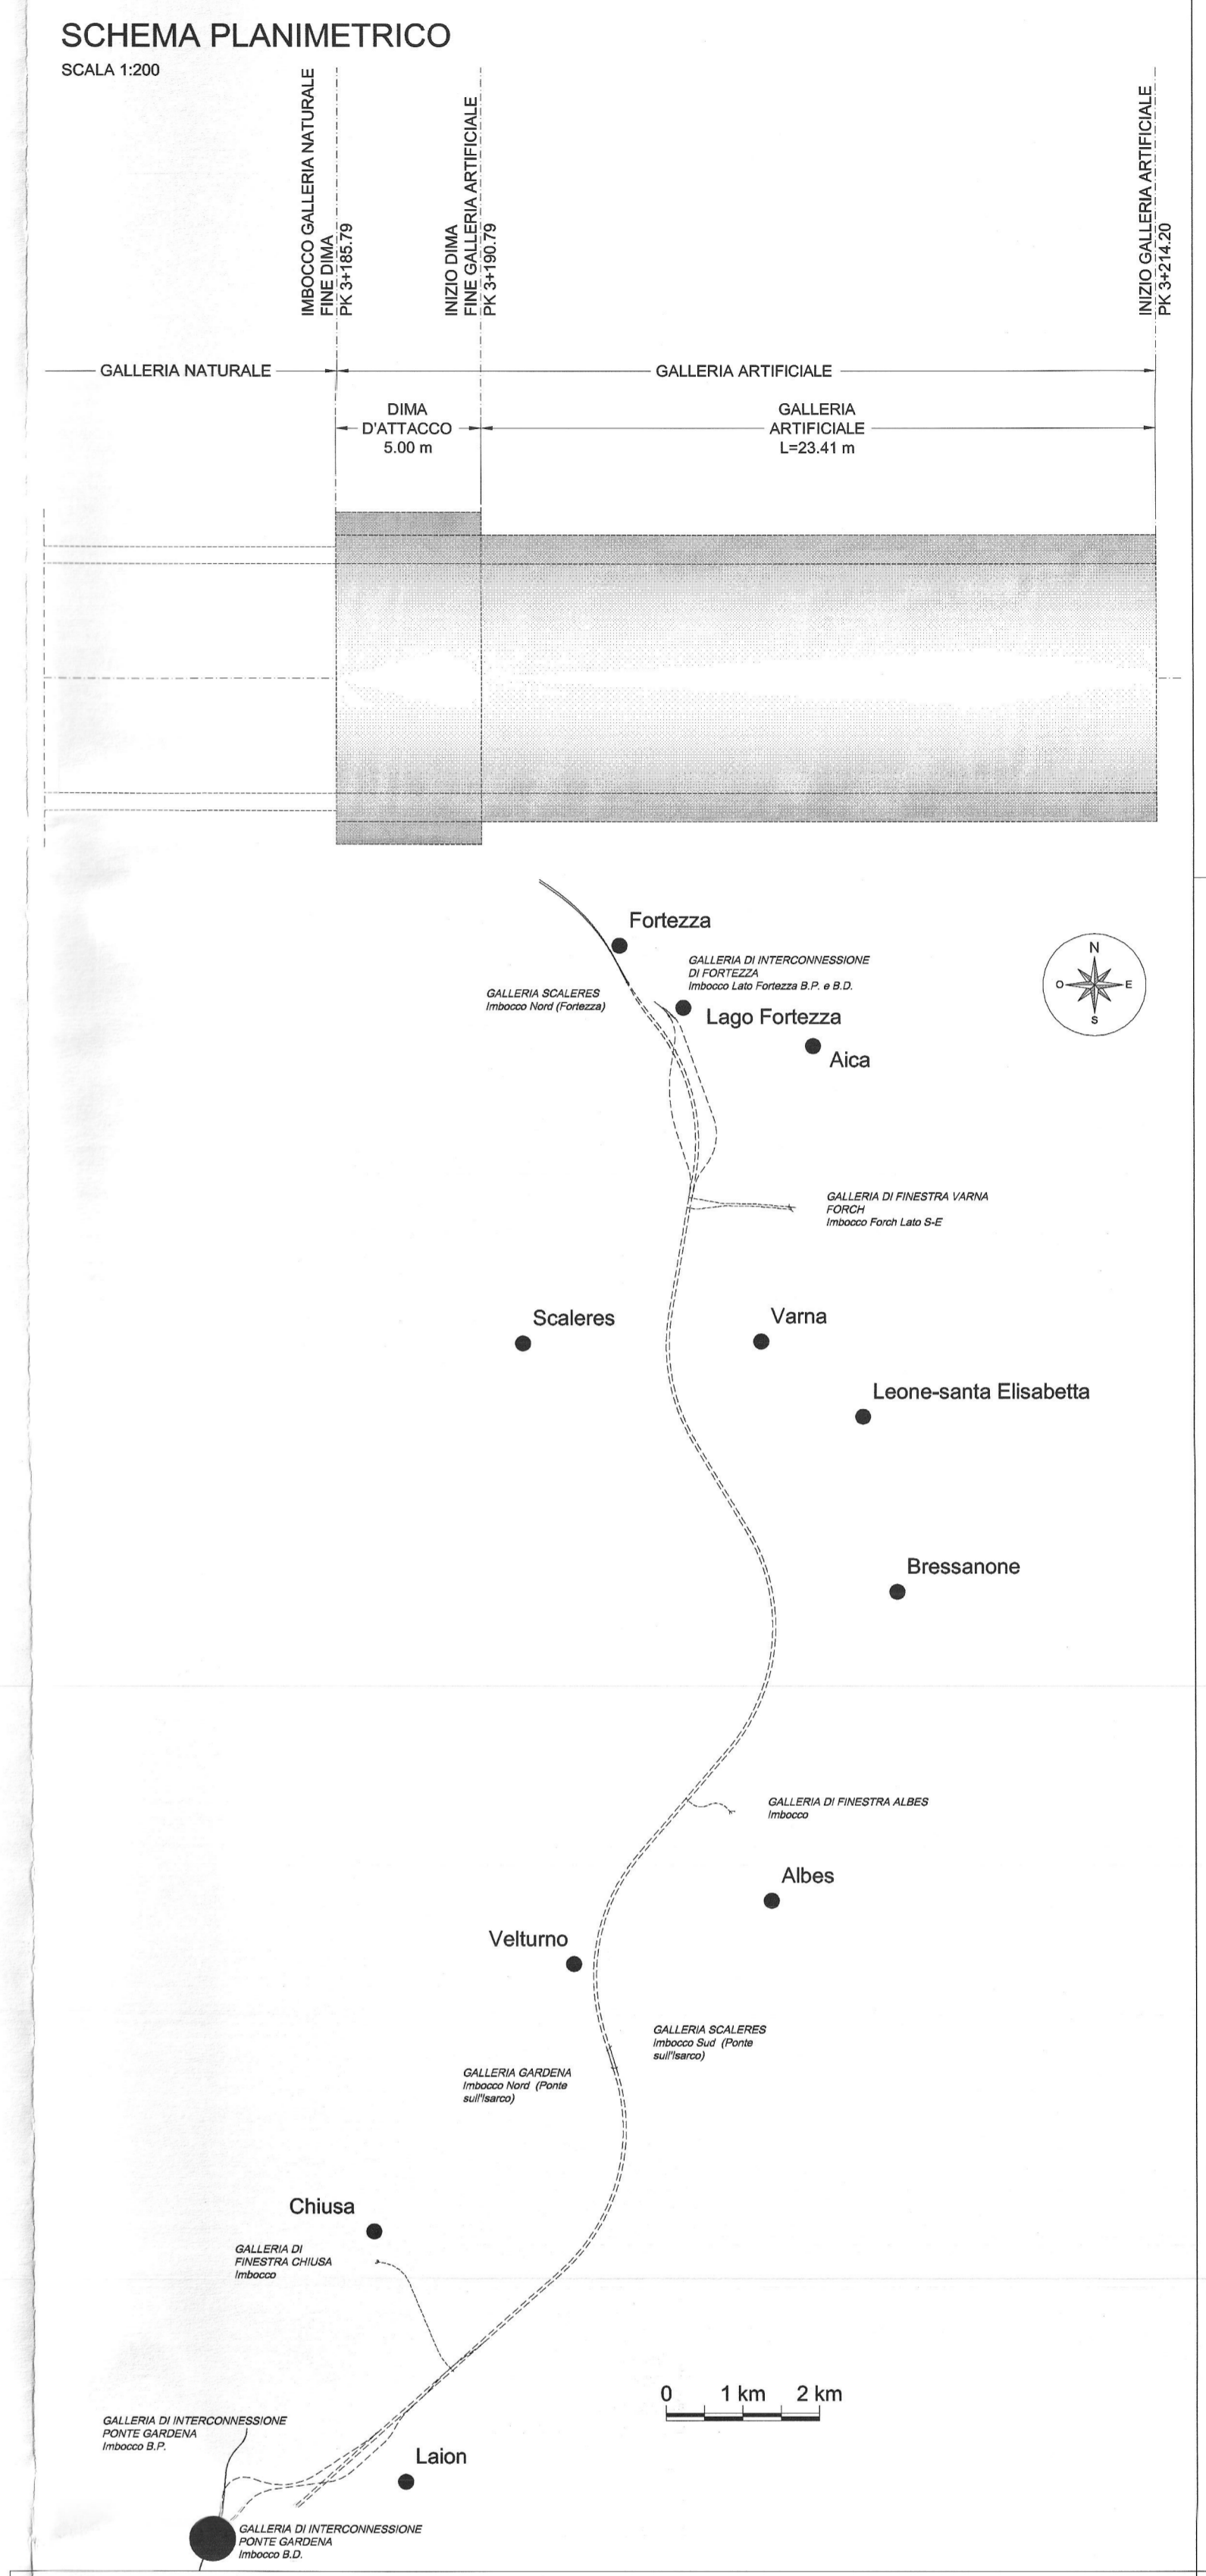 SCHEMA PLANIMETRICO
SCALA 1:200
IMBOCCO GALLERIA NATURALE
FINE DIMA
PK 3+185.79
INIZIO DIMA
FINE GALLERIA ARTIFICIALE
PK 3+190.79
INIZIO GALLERIA ARTIFICIALE
PK 3+214.20
GALLERIA NATURALE
GALLERIA ARTIFICIALE
DIMA
D'ATTACCO
5.00 m
GALLERIA
ARTIFICIALE
L=23.41 m
Fortezza
GALLERIA DI INTERCONNESSIONE
DI FORTEZZA
Imbocco Lato Fortezza B.P. e B.D.
GALLERIA SCALERES
Imbocco Nord (Fortezza)
N
O
E
S
Lago Fortezza
Aica
GALLERIA DI FINESTRA VARNA
FORCH
Imbocco Forch Lato S-E
Scaleres
Varna
Leone-santa Elisabetta
Bressanone
GALLERIA DI FINESTRA ALBES
Imbocco
Albes
Velturno
GALLERIA SCALERES
Imbocco Sud (Ponte
sull'Isarco)
GALLERIA GARDENA
Imbocco Nord (Ponte
sull'Isarco)
Chiusa
GALLERIA DI
FINESTRA CHIUSA
Imbocco
0 1 km 2 km
GALLERIA DI INTERCONNESSIONE
PONTE GARDENA
Imbocco B.P.
Laion
GALLERIA DI INTERCONNESSIONE
PONTE GARDENA
Imbocco B.D.